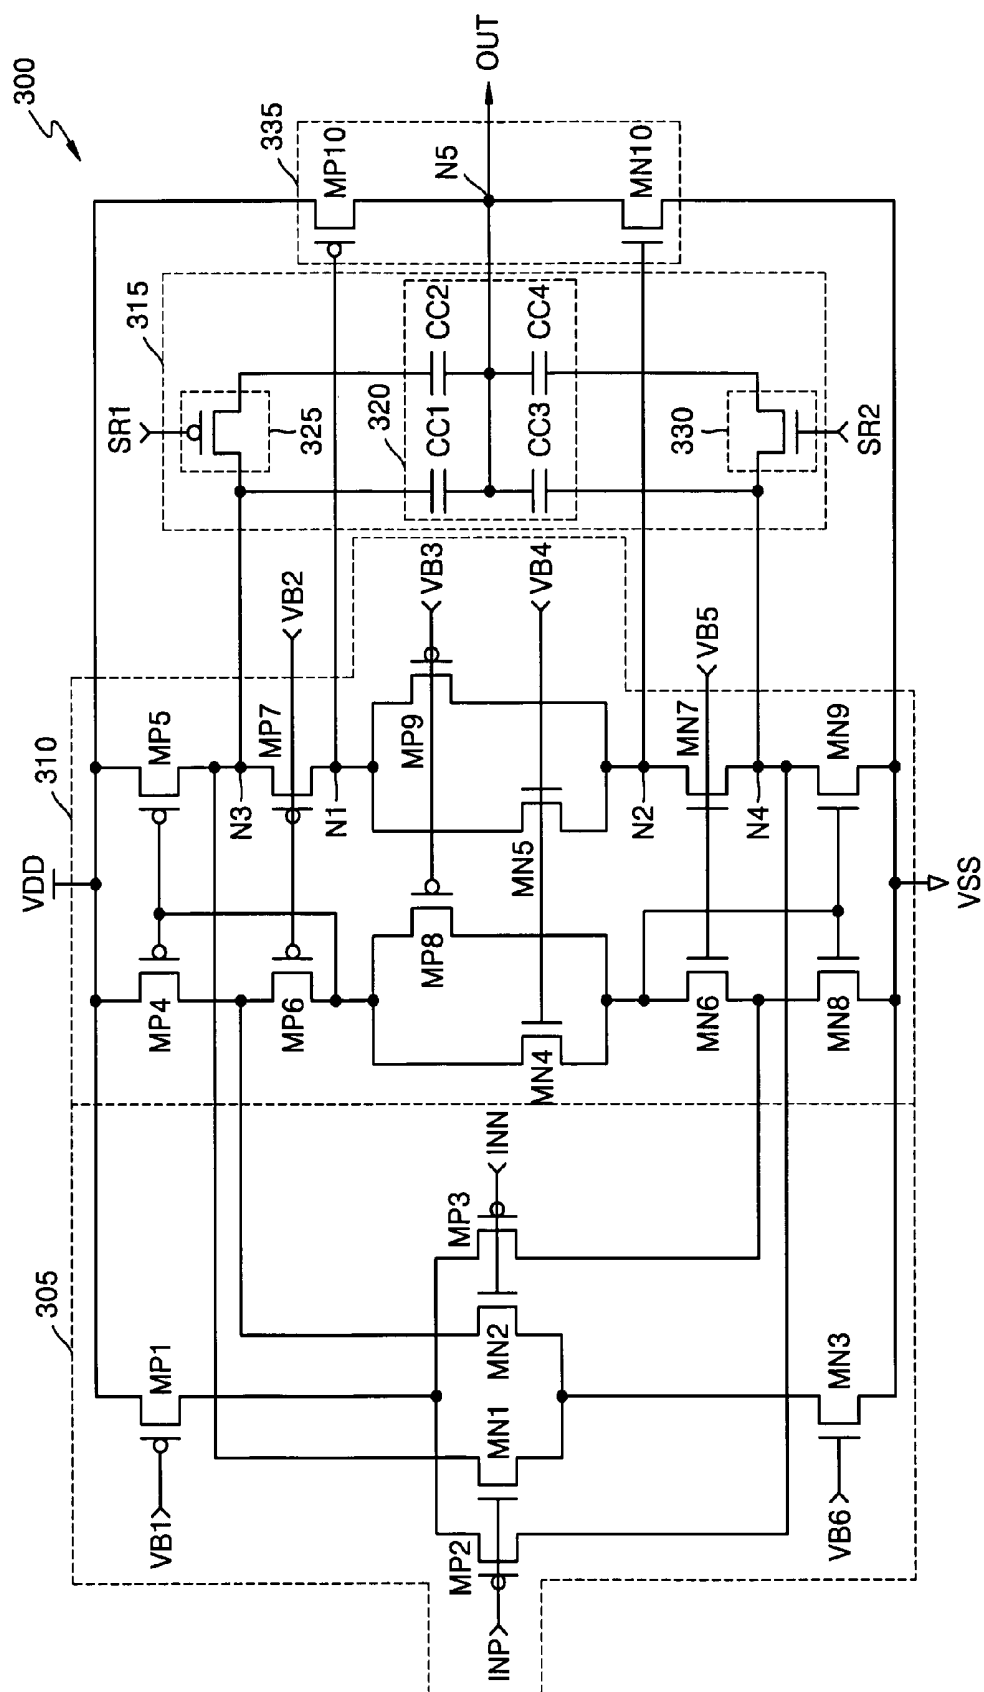 300
305
310
315
335
VDD
VB1
MP1
MP4
MP5
SR1
325
MP10
N3
MP6
MP7
VB2
N1
INP
MP2
MN1
MN2
MP3
INN
MP8
MP9
VB3
MN4
MN5
VB4
320
CC1
CC2
CC3
CC4
N5
OUT
N2
MN6
MN7
VB5
N4
330
SR2
MN10
VB6
MN3
MN8
MN9
VSS